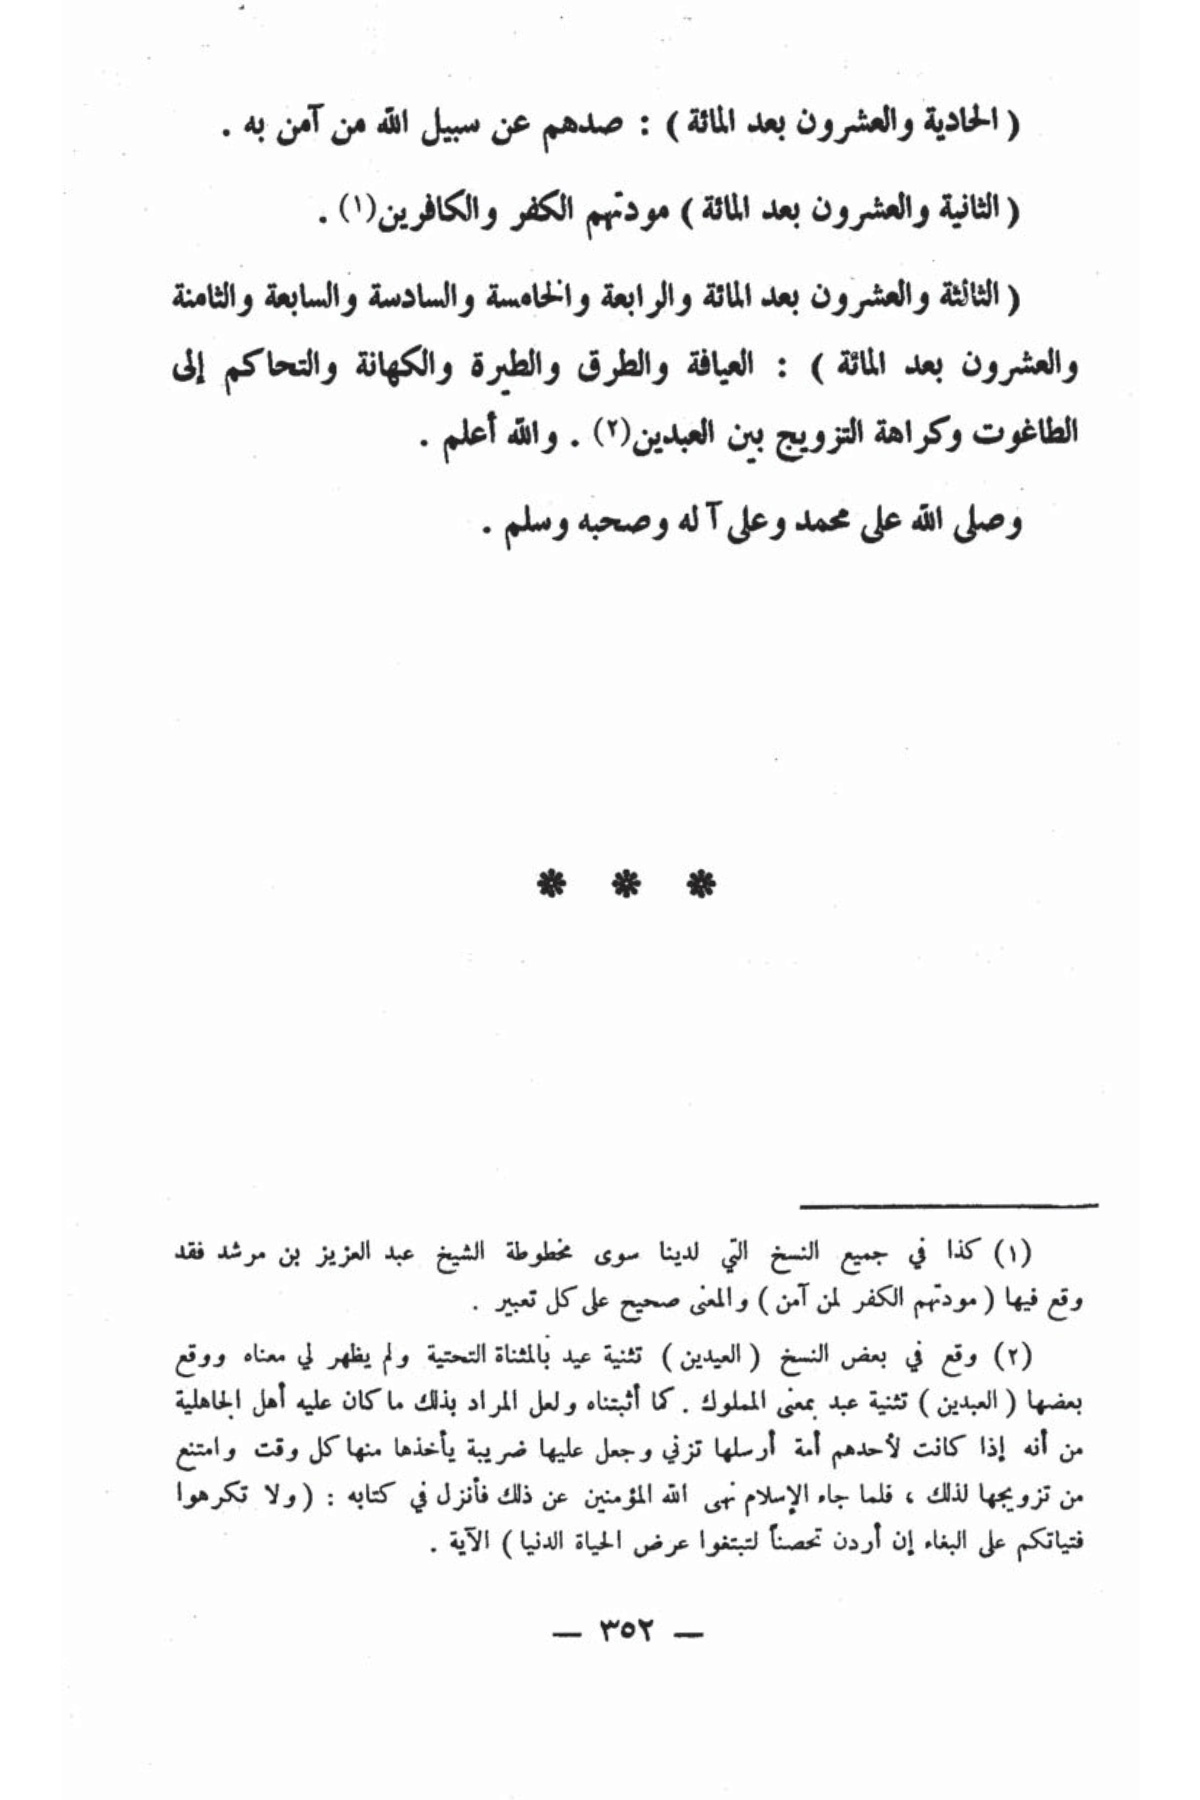 ( الحادية والعشرون بعد المائة ) : صدهم عن سبيل الله من آمن به .
( الثانية والعشرون بعد المائة ) مودتهم الكفر والكافرين(١) .
( الثالثة والعشرون بعد المائة والرابعة والخامسة والسادسة والسابعة والثامنة
والعشرون بعد المائة ) : العيافة والطرق والطيرة والكهانة والتحاكم إلى
الطاغوت وكراهة التزويج بين العبدين(٢) . والله أعلم .
وصلى الله على محمد وعلى آله وصحبه وسلم .
* * *
(١) كذا في جميع النسخ التي لدينا سوى مخطوطة الشيخ عبد العزيز بن مرشد فقد
وقع فيها ( مودتهم الكفر لمن آمن ) والمعنى صحيح على كل تعبير .
(٢) وقع في بعض النسخ ( العيدين ) تثنية عيد بالمثناة التحتية ولم يظهر لي معناه ووقع
بعضها ( العبدين ) تثنية عبد بمعنى المملوك . كما أثبتناه ولعل المراد بذلك ما كان عليه أهل الجاهلية
من أنه إذا كانت لأحدهم أمة أرسلها تزني وجعل عليها ضريبة يأخذها منها كل وقت وامتنع
من تزويجها لذلك ، فلما جاء الإسلام نهى الله المؤمنين عن ذلك فأنزل في كتابه : ( ولا تكرهوا
فتياتكم على البغاء إن أردن تحصناً لتبتغوا عرض الحياة الدنيا ) الآية .
— ٣٥٢ —